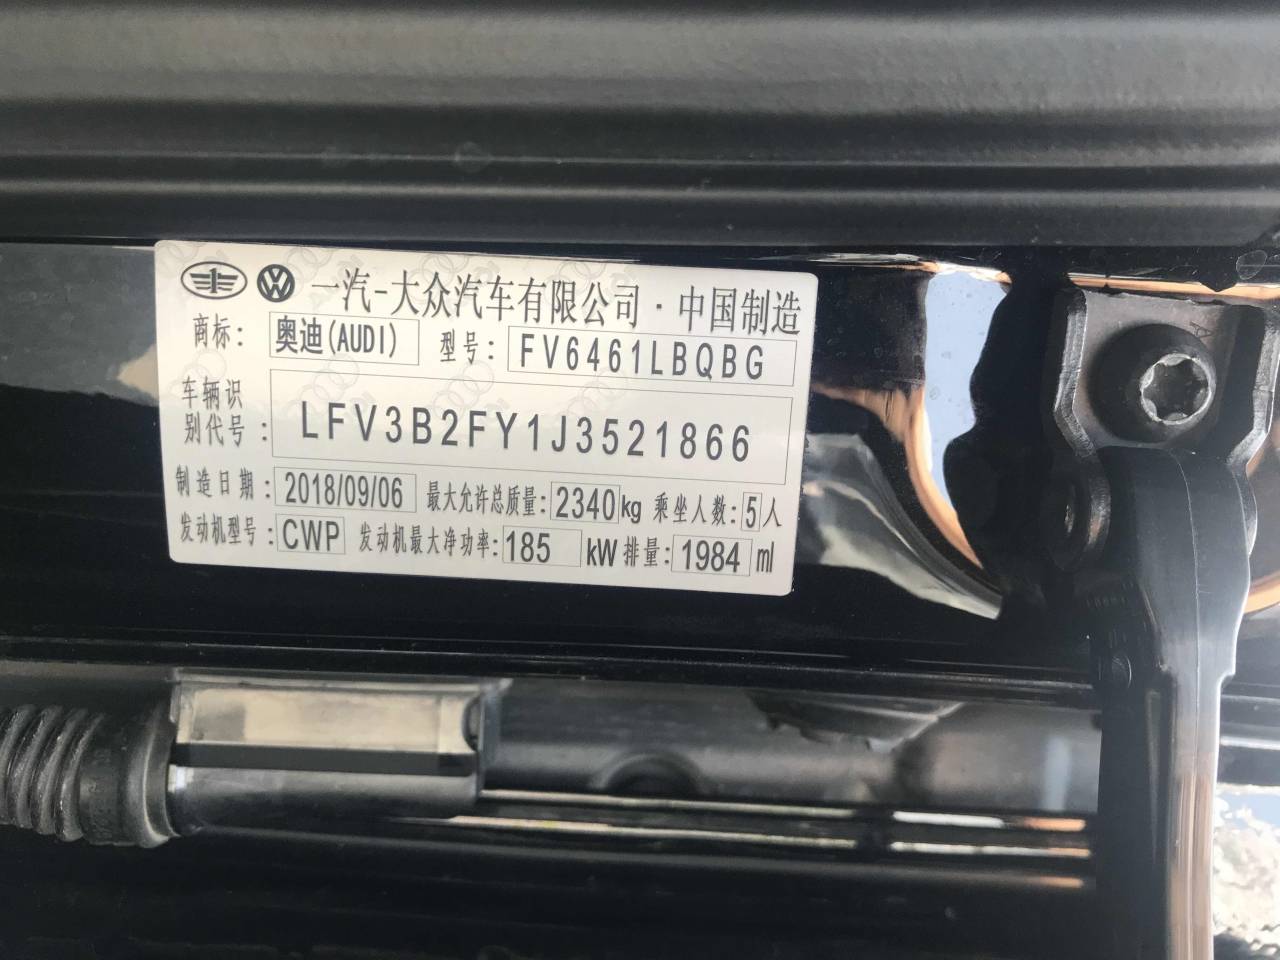 一汽-大众汽车有限公司·中国制造
商标: 奥迪(AUDI) 型号: FV6461LBQBG
车辆识别代号: LFV3B2FY1J3521866
制造日期: 2018/09/06 最大允许总质量: 2340kg 乘坐人数: 5人
发动机型号: CWP 发动机最大净功率: 185 kW 排量: 1984 ml